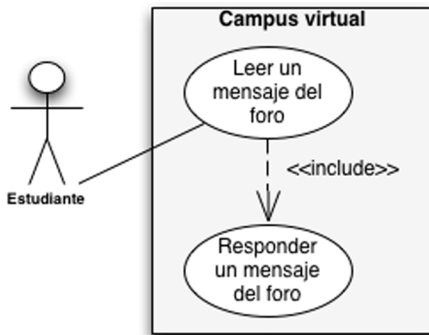 Campus virtual
Leer un
mensaje del
foro
<<include>>
Estudiante
Responder
un mensaje
del foro